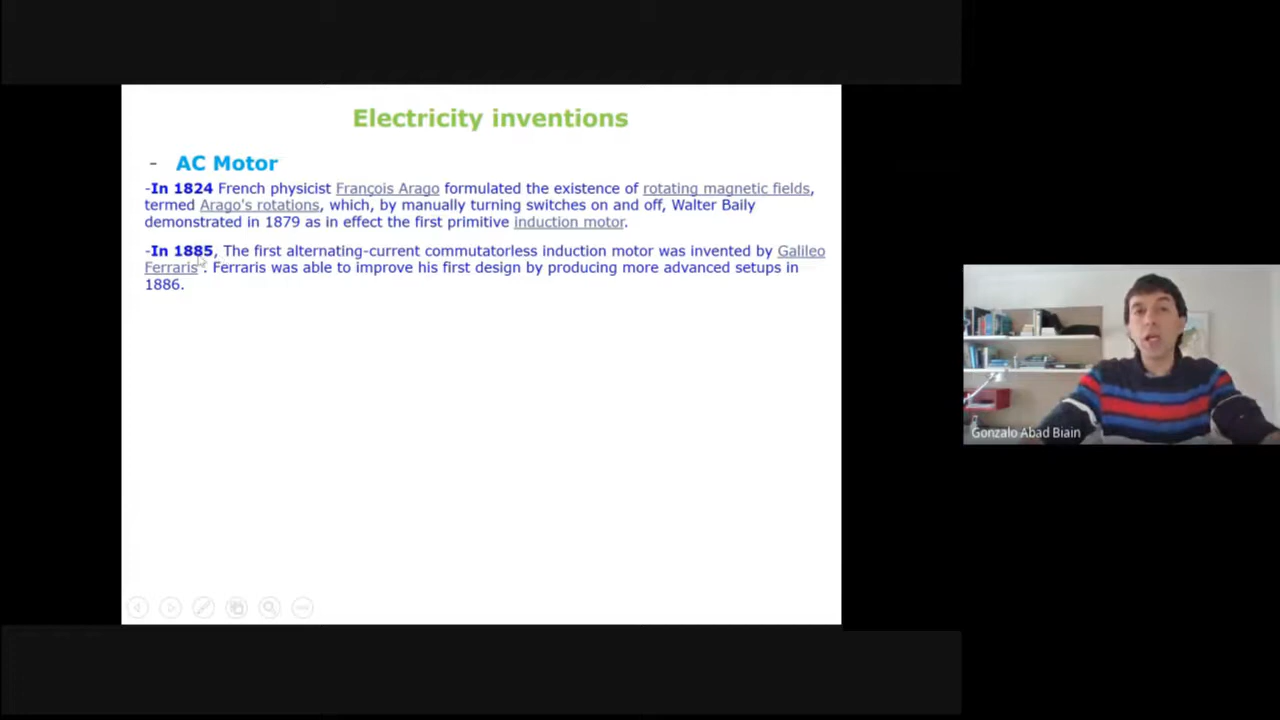 Electricity inventions
- AC Motor
-In 1824 French physicist François Arago formulated the existence of rotating magnetic fields,
termed Arago's rotations, which, by manually turning switches on and off, Walter Baily
demonstrated in 1879 as in effect the first primitive induction motor.
-In 1885, The first alternating-current commutatorless induction motor was invented by Galileo
Ferraris . Ferraris was able to improve his first design by producing more advanced setups in
1886.
Gonzalo Abad Biain